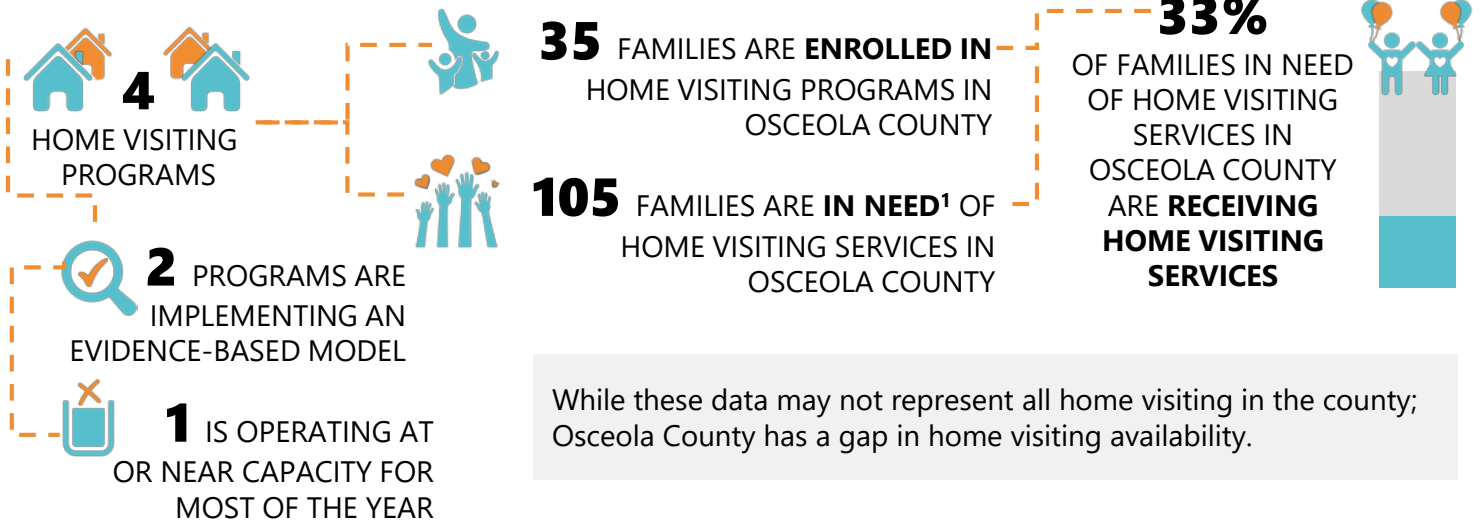 4
HOME VISITING
PROGRAMS
2 PROGRAMS ARE
IMPLEMENTING AN
EVIDENCE-BASED MODEL
1 IS OPERATING AT
OR NEAR CAPACITY FOR
MOST OF THE YEAR
35 FAMILIES ARE ENROLLED IN
HOME VISITING PROGRAMS IN
OSCEOLA COUNTY
105 FAMILIES ARE IN NEED¹ OF
HOME VISITING SERVICES IN
OSCEOLA COUNTY
33%
OF FAMILIES IN NEED
OF HOME VISITING
SERVICES IN
OSCEOLA COUNTY
ARE RECEIVING
HOME VISITING
SERVICES
While these data may not represent all home visiting in the county;
Osceola County has a gap in home visiting availability.